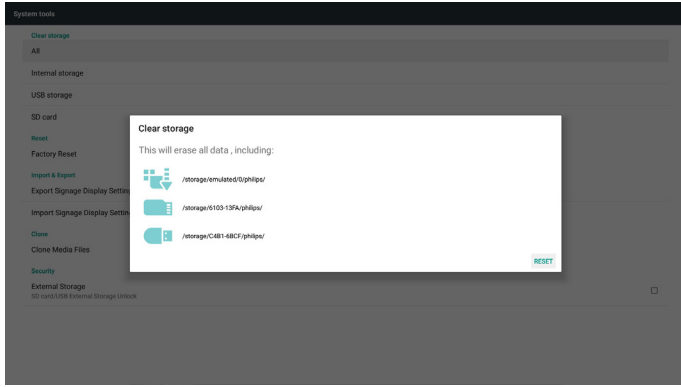 System tools
Clear storage
All
Internal storage
USB storage
SD card
Reset
Factory Reset
Import & Export
Export Signage Display
Import Signage Display
Clone
Clone Media Files
Security
External Storage
SD card/USB External Storage Unlock
Clear storage
This will erase all data , including:
/storage/emulated/0/philips/
/storage/6103-13FA/philips/
/storage/C4B1-6BCF/philips/
RESET